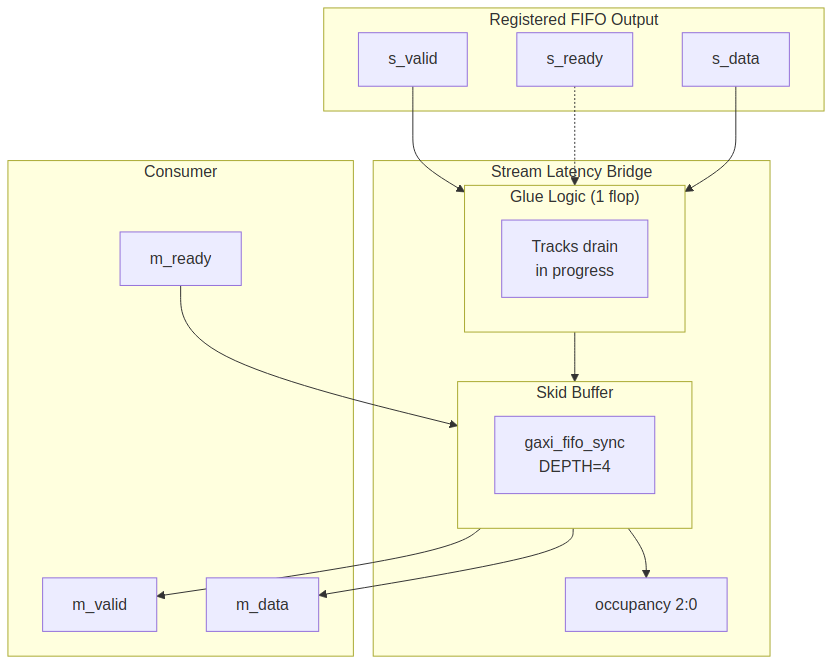 Registered FIFO Output
s_valid
s_ready
s_data
Consumer
Stream Latency Bridge
Glue Logic (1 flop)
Tracks drain
in progress
m_ready
Skid Buffer
gaxi_fifo_sync
DEPTH=4
m_valid
m_data
occupancy 2:0